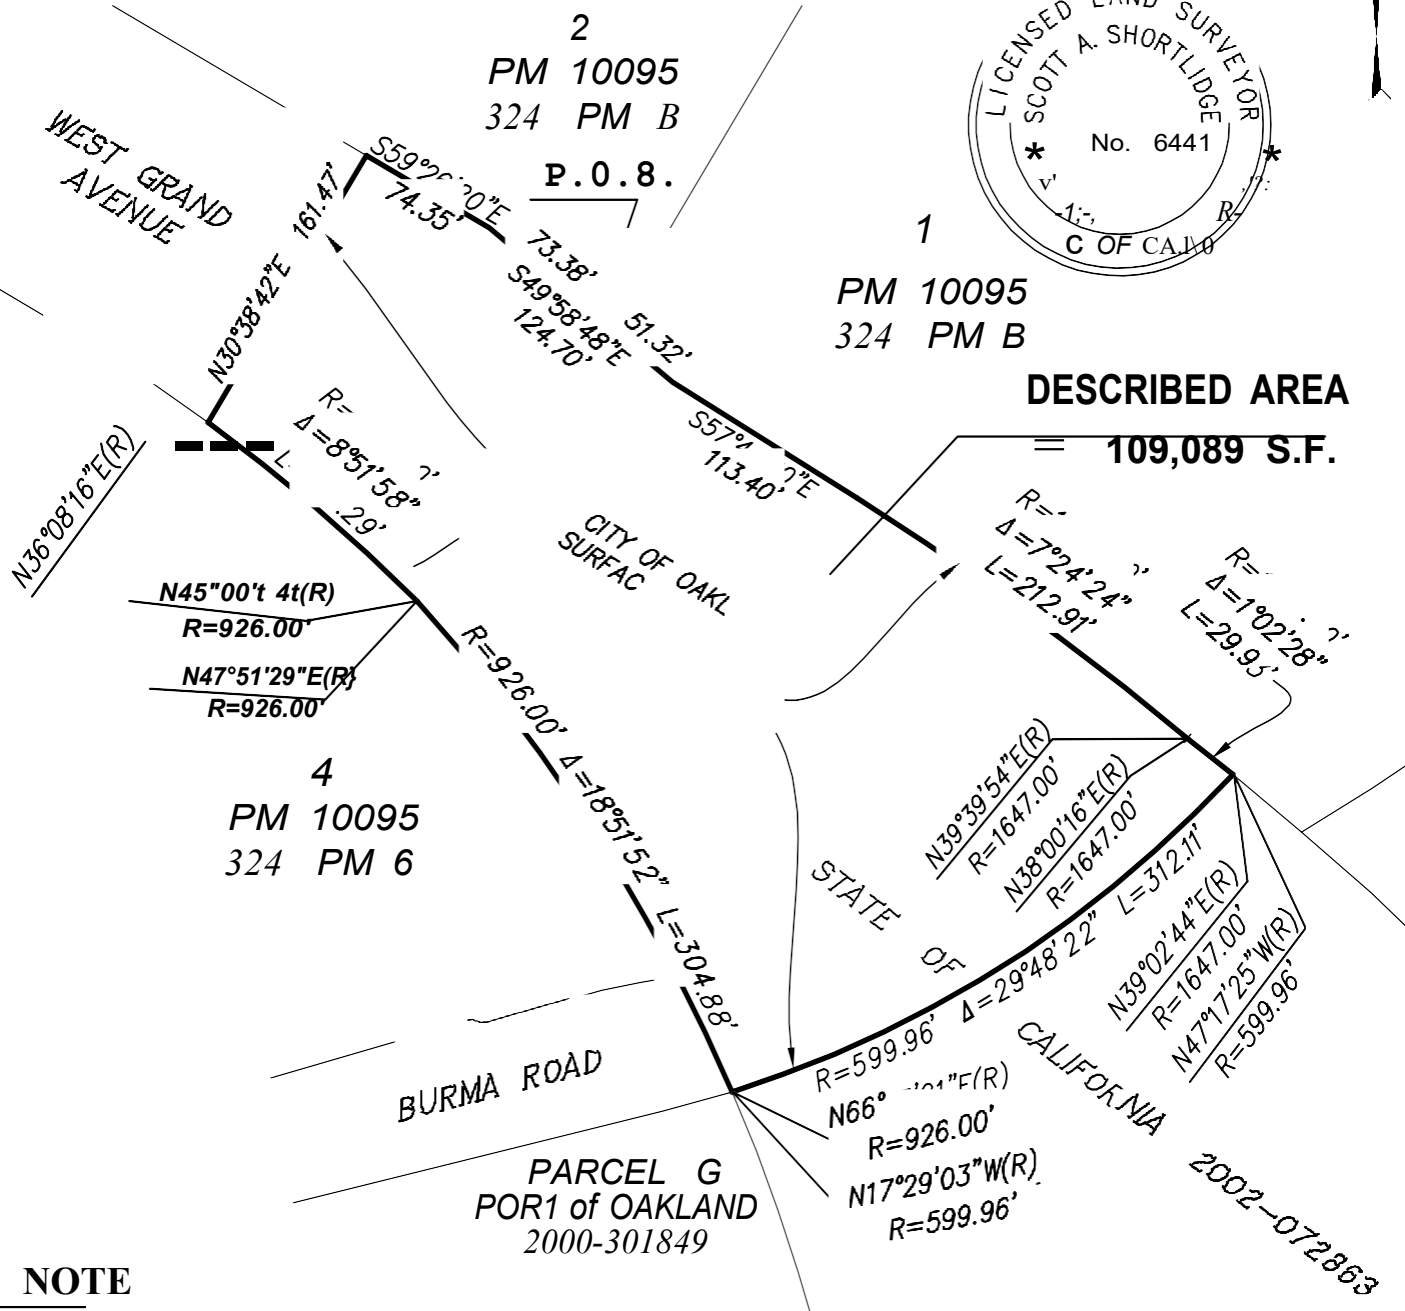 2
PM 10095
324 PM B
P.0.8.
LICENSED LAND SURVEYOR
SCOTT A. SHORTLIDGE
No. 6441
* *
C OF
1
PM 10095
324 PM B
DESCRIBED AREA
= 109,089 S.F.
WEST GRAND
AVENUE
N30°38'42"E 161.47'
74.35'
73.38'
S49°58'48"E
124.70'
51.32'
113.40'
R=
Δ=8°51'58"
.29'
N36°08'16"E(R)
N45"00't 4t(R)
R=926.00'
N47°51'29"E(R}
R=926.00'
CITY OF OAKL
SURFAC
R=
Δ=7°24'24"
L=212.91'
R=
Δ=1°02'28"
R=926.00' Δ=18°51'52" L=304.88'
4
PM 10095
324 PM 6
N39°39'54"E(R)
R=1647.00'
N38°00'16"E(R)
R=1647.00'
N39°02'44"E(R)
R=1647.00'
N47°17'25"W(R)
R=599.96'
R=599.96' Δ=29°48'22" L=312.11'
STATE OF CALIFORNIA 2002-072863
BURMA ROAD
N66° E(R)
R=926.00'
N17°29'03"W(R)
R=599.96'
PARCEL G
POR1 of OAKLAND
2000-301849
NOTE